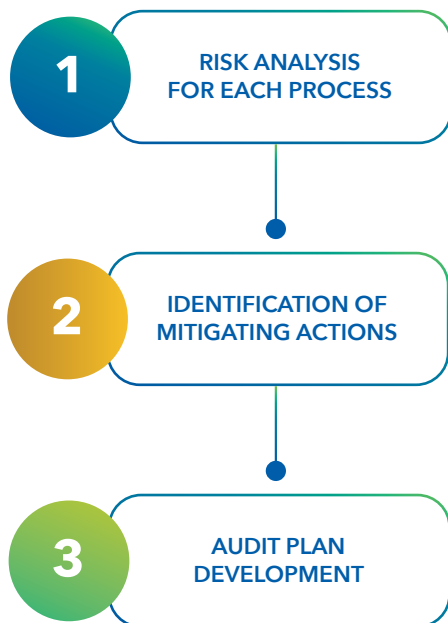 1
RISK ANALYSIS
FOR EACH PROCESS
2
IDENTIFICATION OF
MITIGATING ACTIONS
3
AUDIT PLAN
DEVELOPMENT